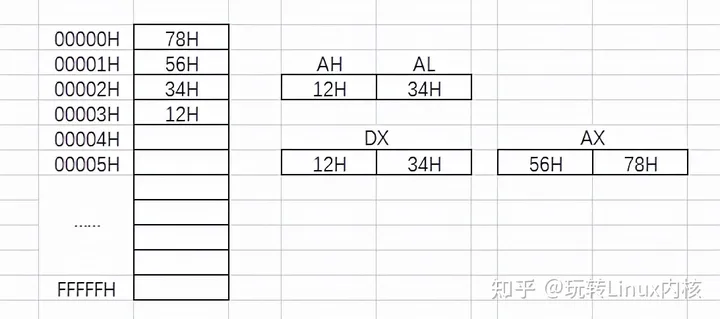 00000H 78H
00001H 56H AH AL
00002H 34H 12H 34H
00003H 12H
00004H DX AX
00005H 12H 34H 56H 78H
……
FFFFFH
知乎 @玩转Linux内核